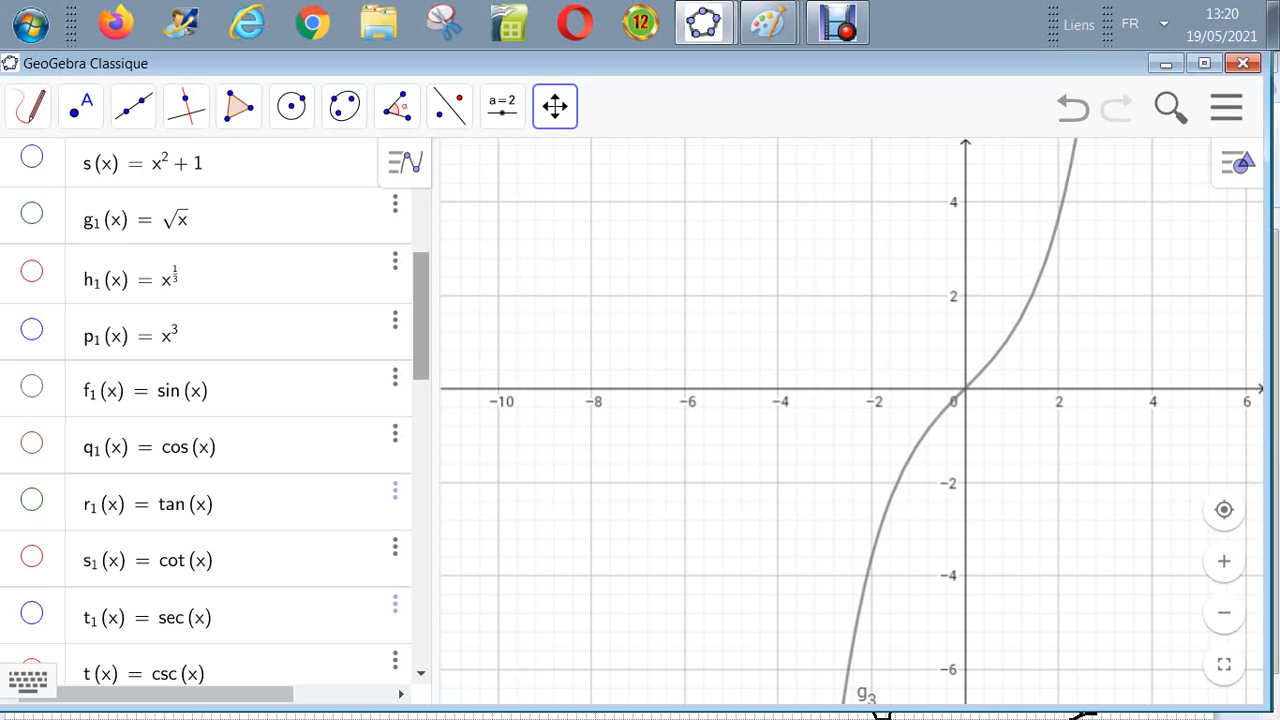 12
Liens
FR
13:20
19/05/2021
GeoGebra Classique
A
α
a=2
s(x) = x² + 1
g₁(x) = √x
h₁(x) = x^(1/3)
p₁(x) = x³
f₁(x) = sin(x)
q₁(x) = cos(x)
r₁(x) = tan(x)
s₁(x) = cot(x)
t₁(x) = sec(x)
t(x) = csc(x)
4
2
−10 −8 −6 −4 −2 0 2 4 6
−2
−4
−6
g₃